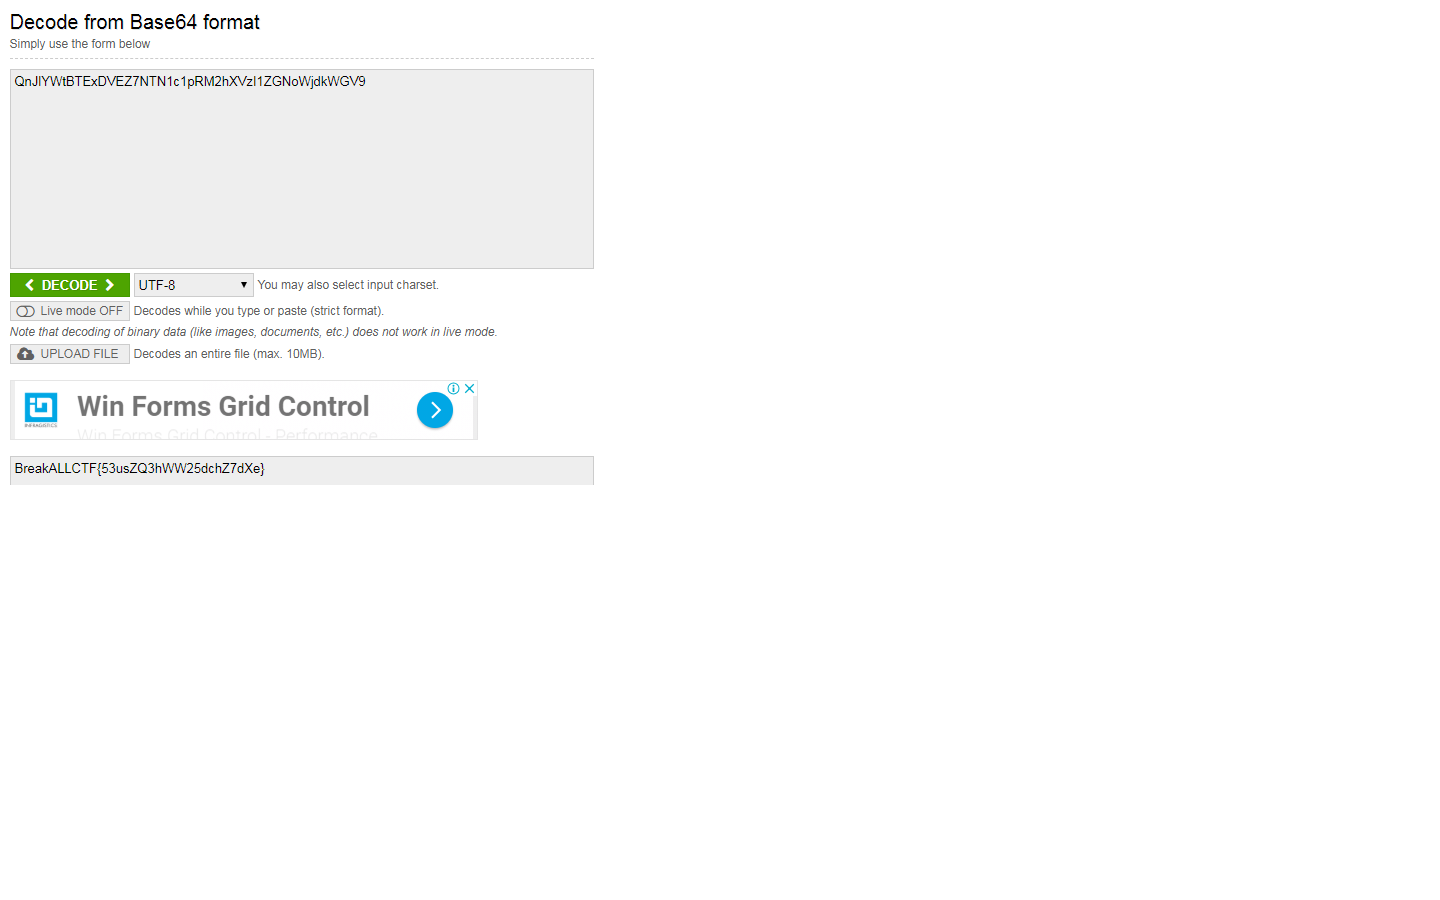 Decode from Base64 format
Simply use the form below
QnJlYWtBTExDVEZ7NTN1c1pRM2hXVzI1ZGNoWjdkWGV9
DECODE
UTF-8
You may also select input charset.
Live mode OFF
Decodes while you type or paste (strict format).
Note that decoding of binary data (like images, documents, etc.) does not work in live mode.
UPLOAD FILE
Decodes an entire file (max. 10MB).
INFRAGISTICS
Win Forms Grid Control
Win Forms Grid Control - Performance
BreakALLCTF{53usZQ3hWW25dchZ7dXe}